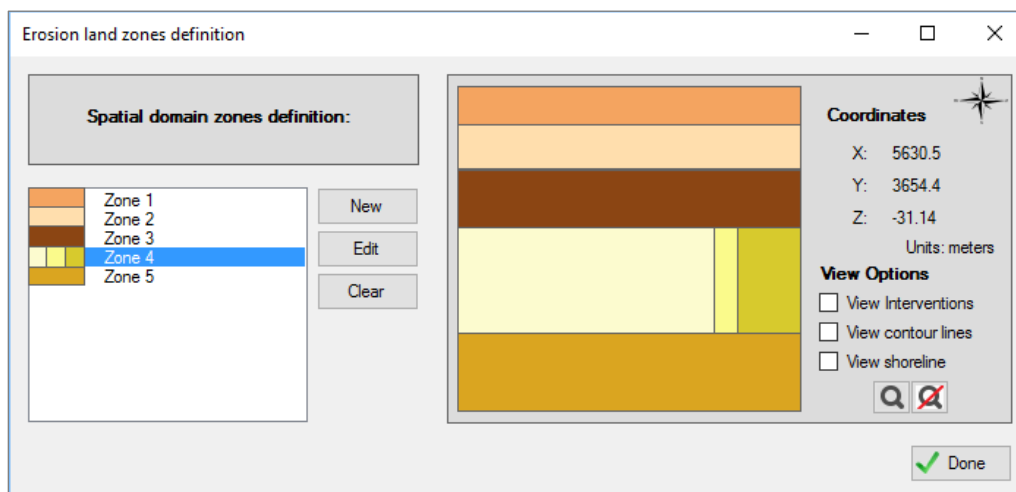 Erosion land zones definition
Spatial domain zones definition:
Zone 1
Zone 2
Zone 3
Zone 4
Zone 5
New
Edit
Clear
Coordinates
X: 5630.5
Y: 3654.4
Z: -31.14
Units: meters
View Options
View Interventions
View contour lines
View shoreline
Done